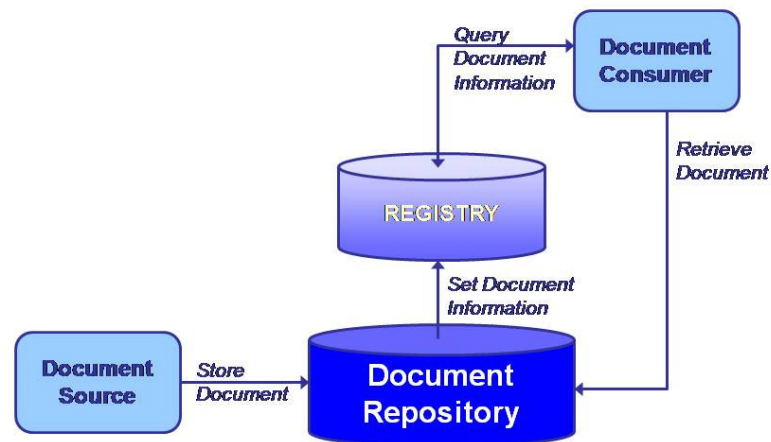 Query
Document
Information
Document
Consumer
Retrieve
Document
REGISTRY
Set Document
Information
Document
Source
Store
Document
Document
Repository